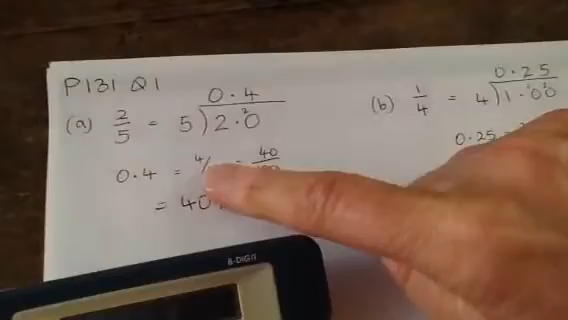 P131 Q1
(a) 2/5 = 5)2.²0 0.4
0.4 = 4/ = 40/
= 40
(b) 1/4 = 4)1.¹0²0 0.25
0.25 =
8-DIGIT